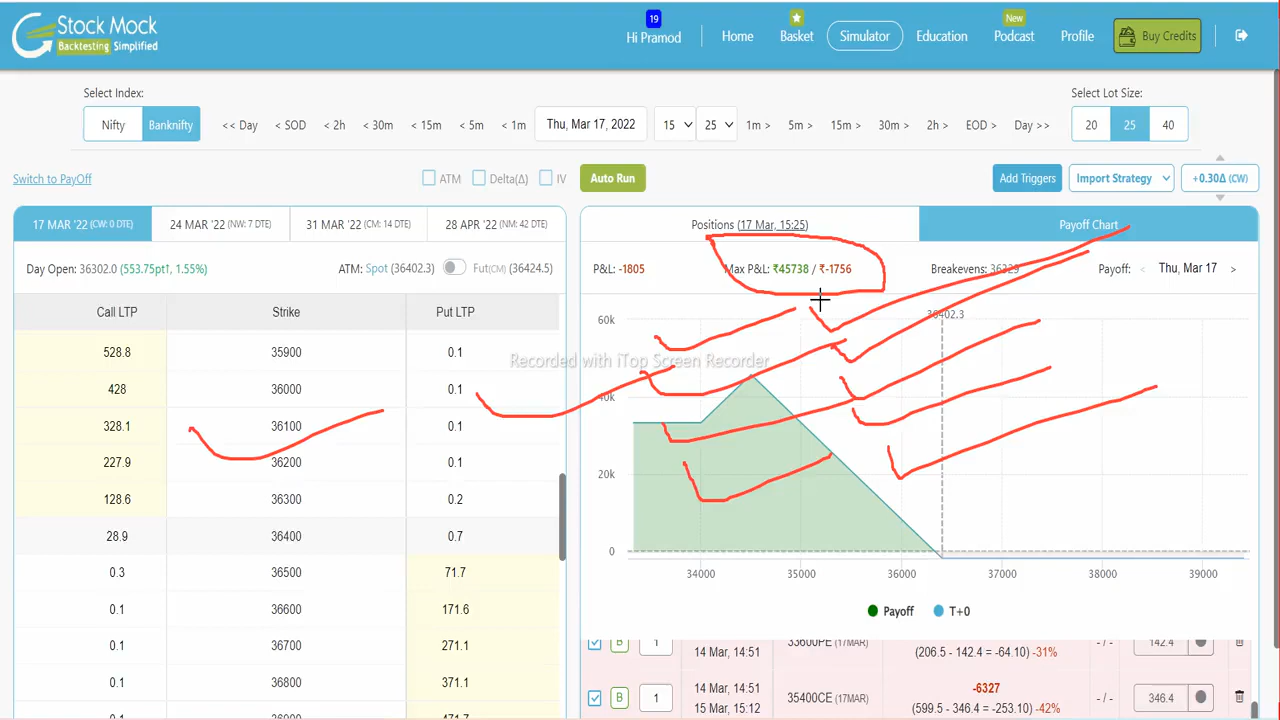 Stock Mock
Backtesting Simplified
19
Hi Pramod
Home
Basket
Simulator
Education
New
Podcast
Profile
Buy Credits
Select Index:
Nifty
Banknifty
<< Day
< SOD
< 2h
< 30m
< 15m
< 5m
< 1m
Thu, Mar 17, 2022
15
25
1m >
5m >
15m >
30m >
2h >
EOD >
Day >>
Select Lot Size:
20
25
40
Switch to PayOff
ATM
Delta(Δ)
IV
Auto Run
Add Triggers
Import Strategy
+0.30Δ (CW)
17 MAR '22 (CW: 0 DTE)
24 MAR '22 (NW: 7 DTE)
31 MAR '22 (CM: 14 DTE)
28 APR '22 (NM: 42 DTE)
Day Open: 36302.0 (553.75pt↑, 1.55%)
ATM: Spot (36402.3)
Fut(CM) (36424.5)
Call LTP Strike Put LTP
528.8 35900 0.1
428 36000 0.1
328.1 36100 0.1
227.9 36200 0.1
128.6 36300 0.2
28.9 36400 0.7
0.3 36500 71.7
0.1 36600 171.6
0.1 36700 271.1
0.1 36800 371.1
Positions (17 Mar, 15:25)
Payoff Chart
P&L: -1805
Max P&L: ₹45738 / ₹-1756
Breakevens: 36329
Payoff: < Thu, Mar 17 >
36402.3
60k
40k
20k
0
34000 35000 36000 37000 38000 39000
Payoff
T+0
Recorded with iTop Screen Recorder
B 1 33600PE (17MAR) - / - 142.4
14 Mar, 14:51 (206.5 - 142.4 = -64.10) -31%
14 Mar, 14:51 -6327
B 1 35400CE (17MAR) - / - 346.4
15 Mar, 15:12 (599.5 - 346.4 = -253.10) -42%